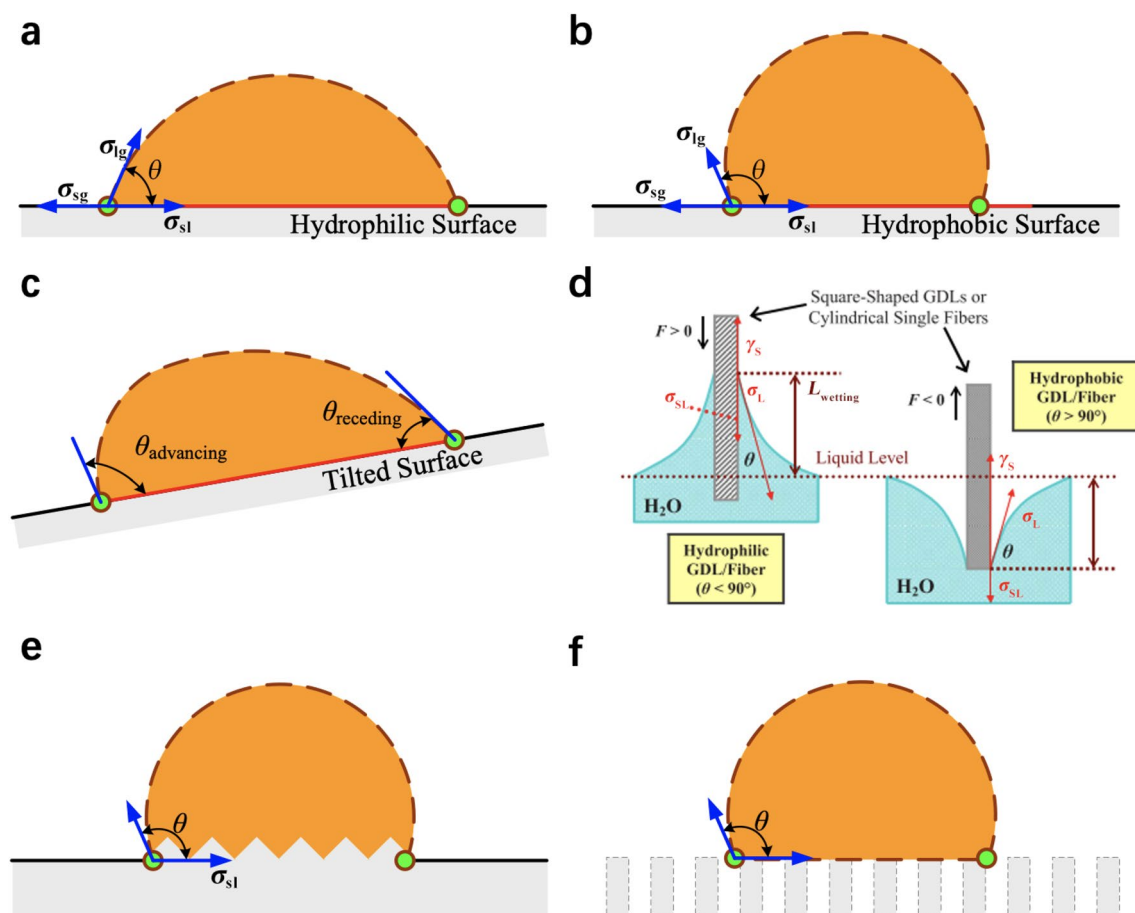 a
σlg
θ
σsg
σsl
Hydrophilic Surface
b
σlg
θ
σsg
σsl
Hydrophobic Surface
c
θadvancing
θreceding
Tilted Surface
d
Square-Shaped GDLs or
Cylindrical Single Fibers
F > 0
γS
σSL
σL
Lwetting
θ
Liquid Level
H2O
Hydrophilic
GDL/Fiber
(θ < 90°)
F < 0
Hydrophobic
GDL/Fiber
(θ > 90°)
γS
σL
θ
H2O
σSL
e
θ
σsl
f
θ